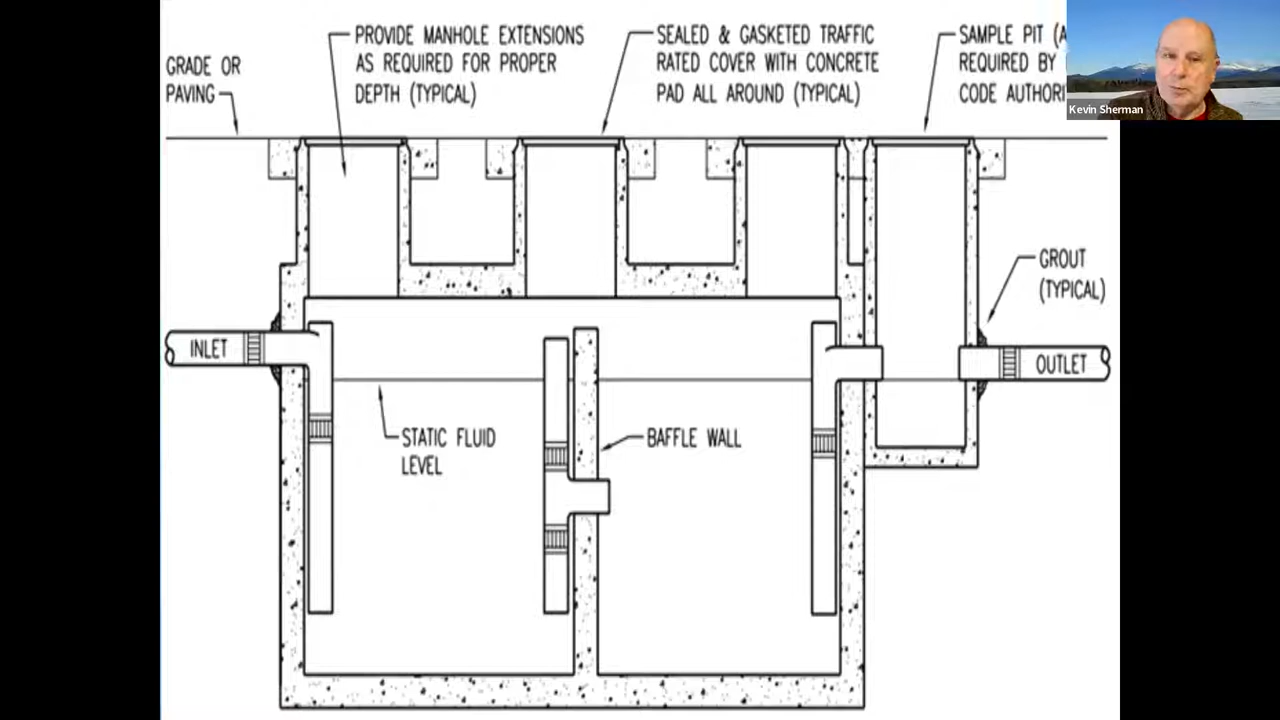 PROVIDE MANHOLE EXTENSIONS
AS REQUIRED FOR PROPER
DEPTH (TYPICAL)
SEALED & GASKETED TRAFFIC
RATED COVER WITH CONCRETE
PAD ALL AROUND (TYPICAL)
SAMPLE PIT (A
REQUIRED BY
CODE AUTHORI
Kevin Sherman
GRADE OR
PAVING
GROUT
(TYPICAL)
INLET
OUTLET
STATIC FLUID
LEVEL
BAFFLE WALL